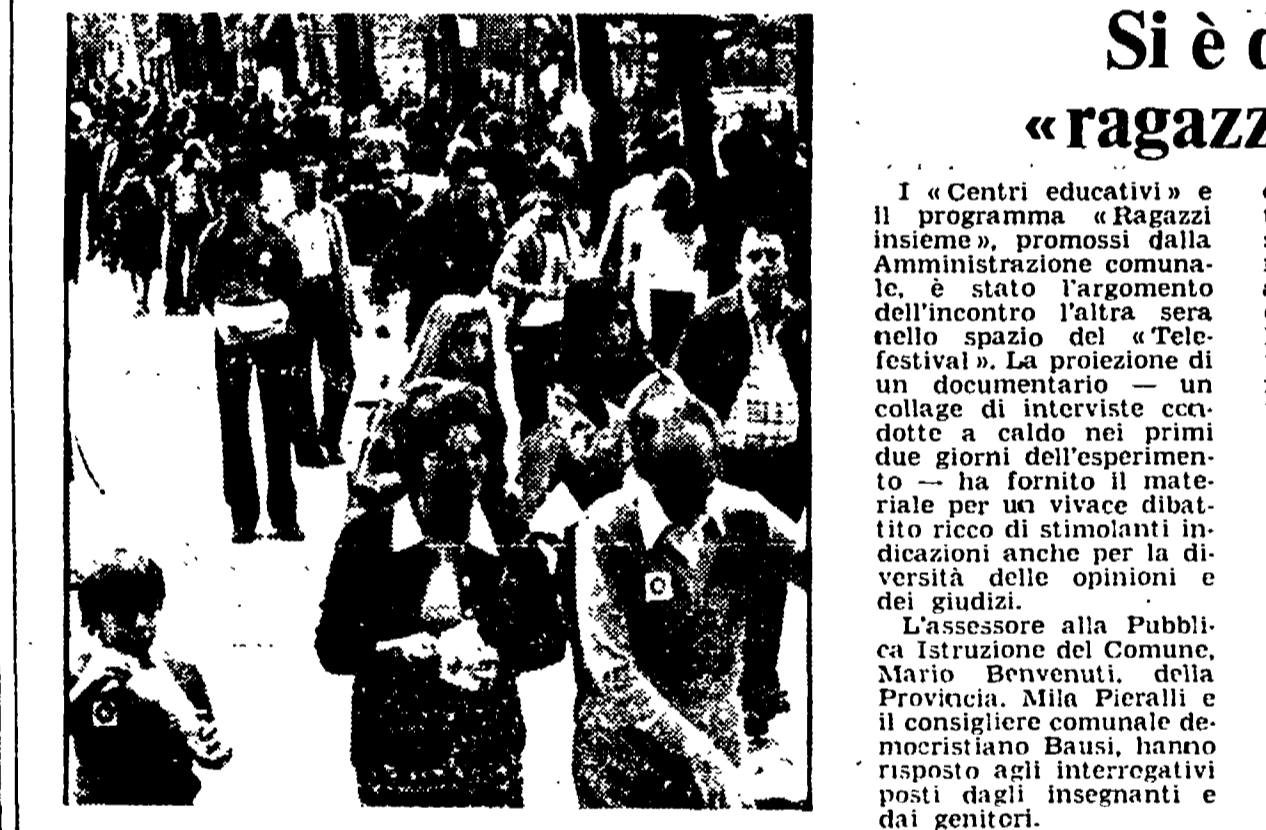 Si è
«ragazz
I «Centri educativi» e
il programma «Ragazzi
insieme», promossi dalla
Amministrazione comuna-
le, è stato l'argomento
dell'incontro l'altra sera
nello spazio del «Tele-
festival». La proiezione di
un documentario — un
collage di interviste con-
dotte a caldo nei primi
due giorni dell'esperimen-
to — ha fornito il mate-
riale per un vivace dibat-
tito ricco di stimolanti in-
dicazioni anche per la di-
versità delle opinioni e
dei giudizi.
L'assessore alla Pubbli-
ca Istruzione del Comune,
Mario Benvenuti, della
Provincia, Mila Pieralli e
il consigliere comunale de-
mocristiano Bausi, hanno
risposto agli interrogativi
posti dagli insegnanti e
dai genitori.